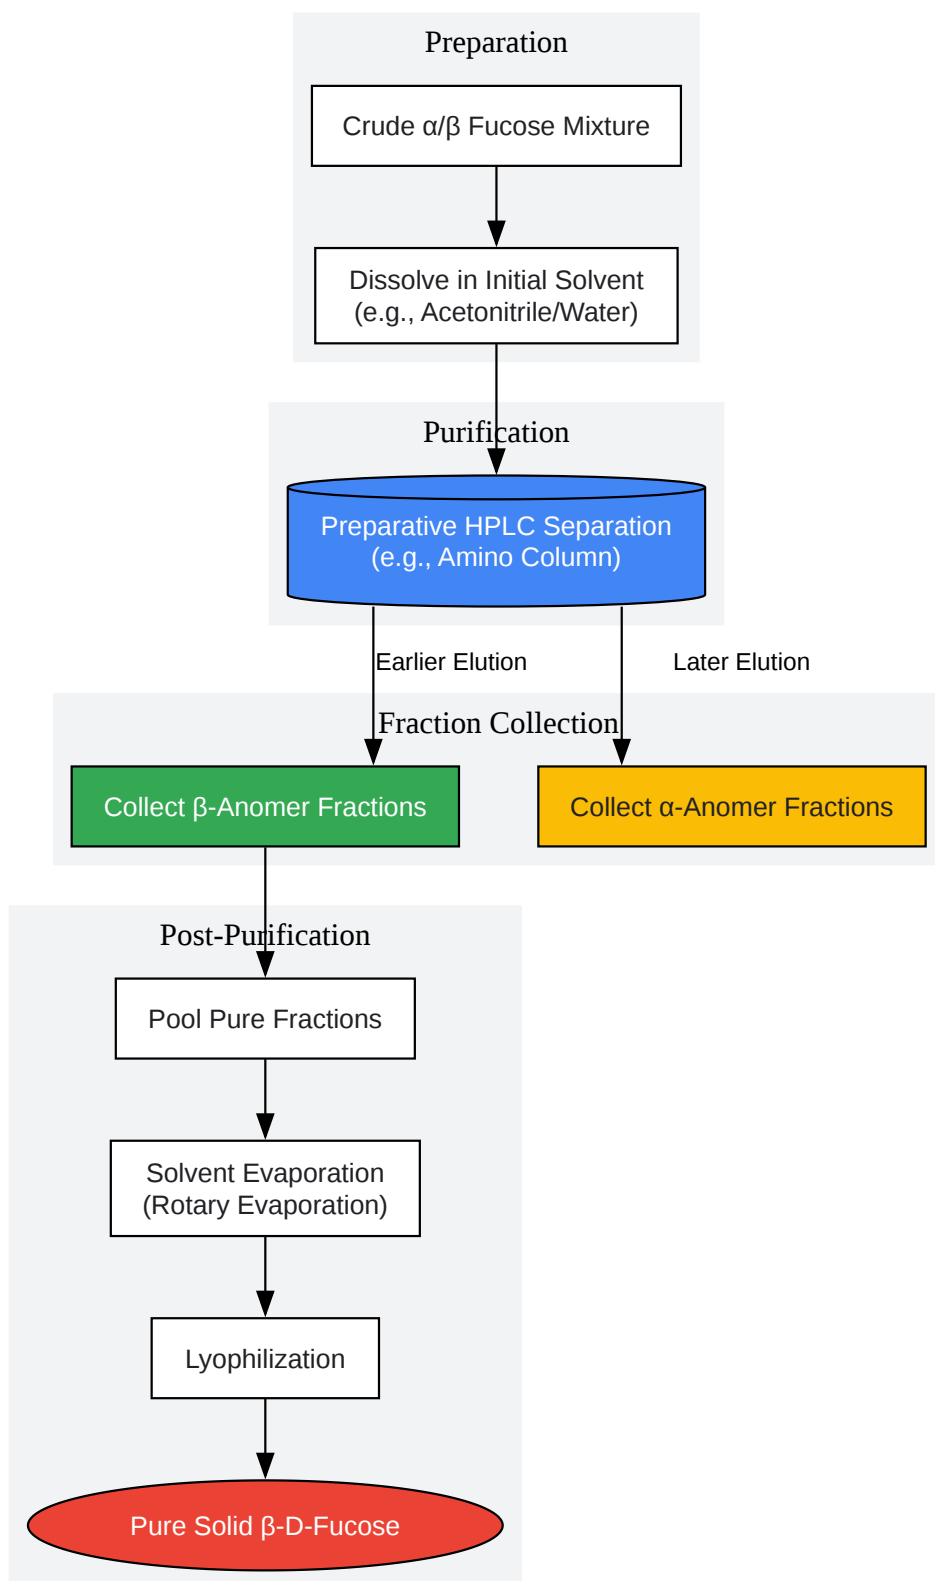 Preparation
Crude α/β Fucose Mixture
Dissolve in Initial Solvent
(e.g., Acetonitrile/Water)
Purification
Preparative HPLC Separation
(e.g., Amino Column)
Earlier Elution
Later Elution
Fraction Collection
Collect β-Anomer Fractions
Collect α-Anomer Fractions
Post-Purification
Pool Pure Fractions
Solvent Evaporation
(Rotary Evaporation)
Lyophilization
Pure Solid β-D-Fucose